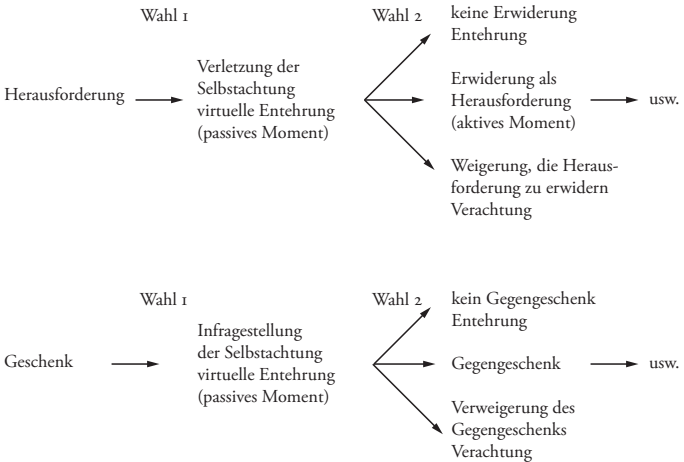 Wahl 1
Wahl 2
Herausforderung
Verletzung der
Selbstachtung
virtuelle Entehrung
(passives Moment)
keine Erwiderung
Entehrung
Erwiderung als
Herausforderung
(aktives Moment)
usw.
Weigerung, die Heraus-
forderung zu erwidern
Verachtung
Wahl 1
Wahl 2
Geschenk
Infragestellung
der Selbstachtung
virtuelle Entehrung
(passives Moment)
kein Gegengeschenk
Entehrung
Gegengeschenk
usw.
Verweigerung des
Gegengeschenks
Verachtung